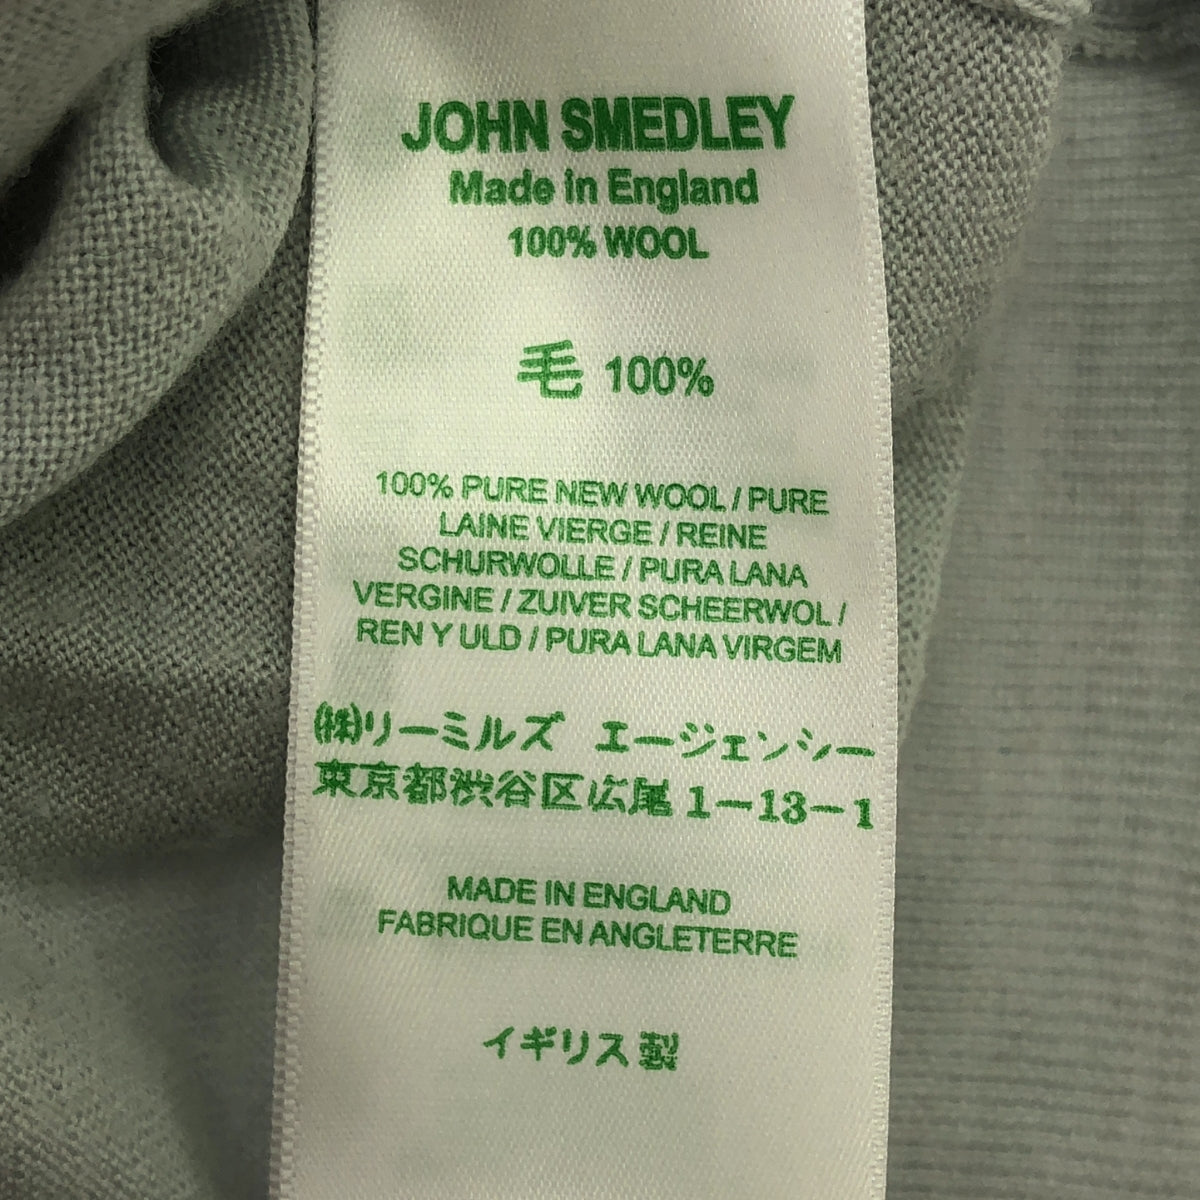 JOHN SMEDLEY
Made in England
100% WOOL
毛 100%
100% PURE NEW WOOL / PURE
LAINE VIERGE / REINE
SCHURWOLLE / PURA LANA
VERGINE / ZUIVER SCHEERWOL /
REN Y ULD / PURA LANA VIRGEM
(株)リーミルズ エージェンシー
東京都渋谷区広尾1-13-1
MADE IN ENGLAND
FABRIQUE EN ANGLETERRE
イギリス製